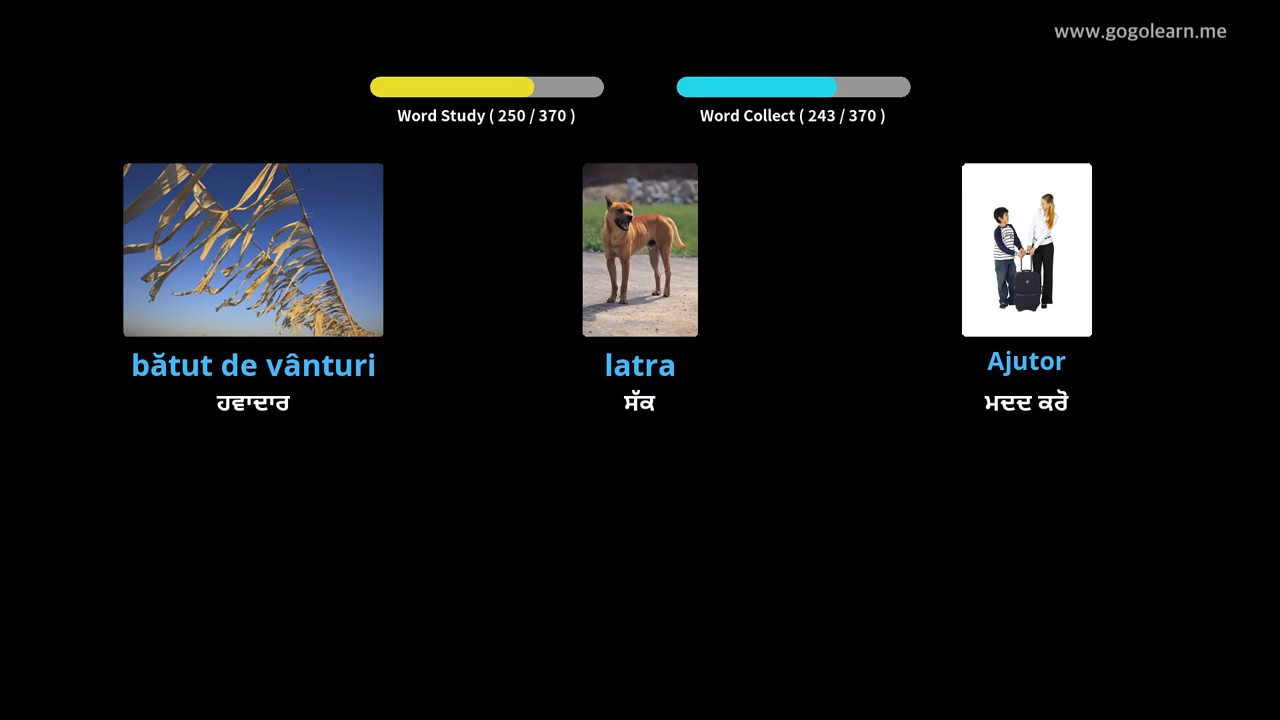 www.gogolearn.me
Word Study ( 250 / 370 )
Word Collect ( 243 / 370 )
bătut de vânturi
ਹਵਾਦਾਰ
latra
ਸੱਕ
Ajutor
ਮਦਦ ਕਰੋ